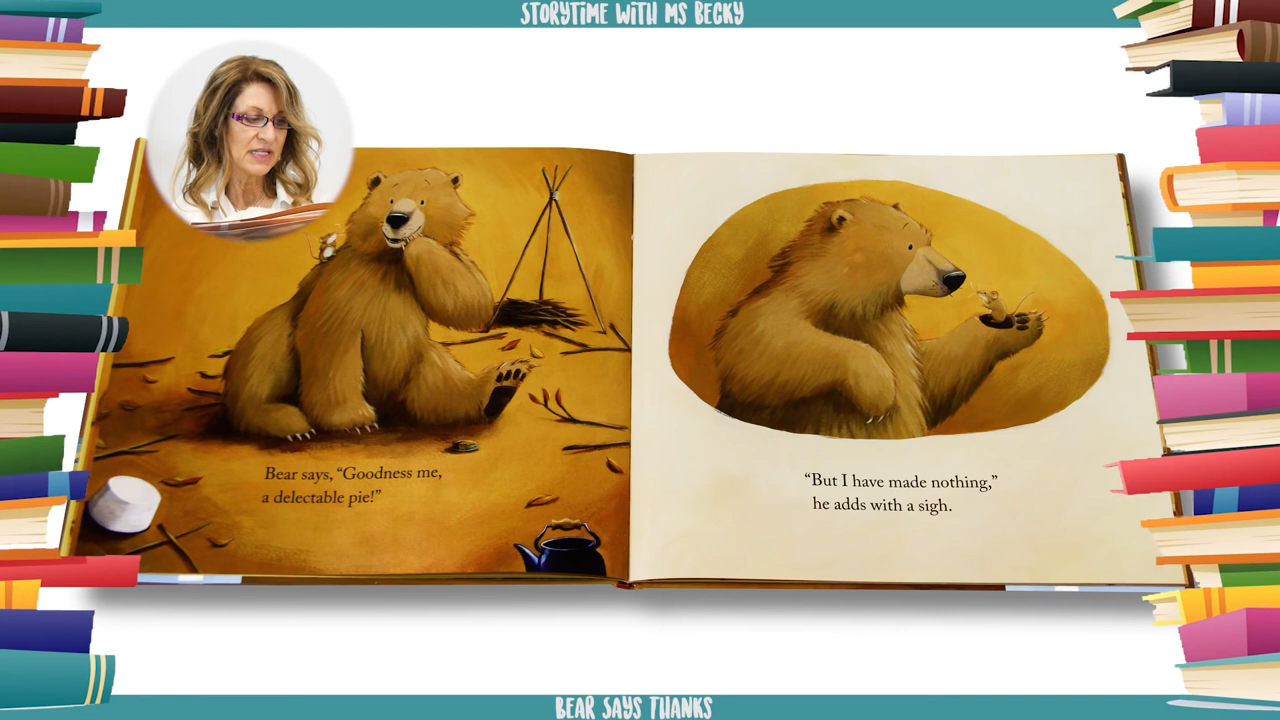 STORYTIME WITH MS BECKY
Bear says, “Goodness me,
a delectable pie!”
“But I have made nothing,”
he adds with a sigh.
BEAR SAYS THANKS